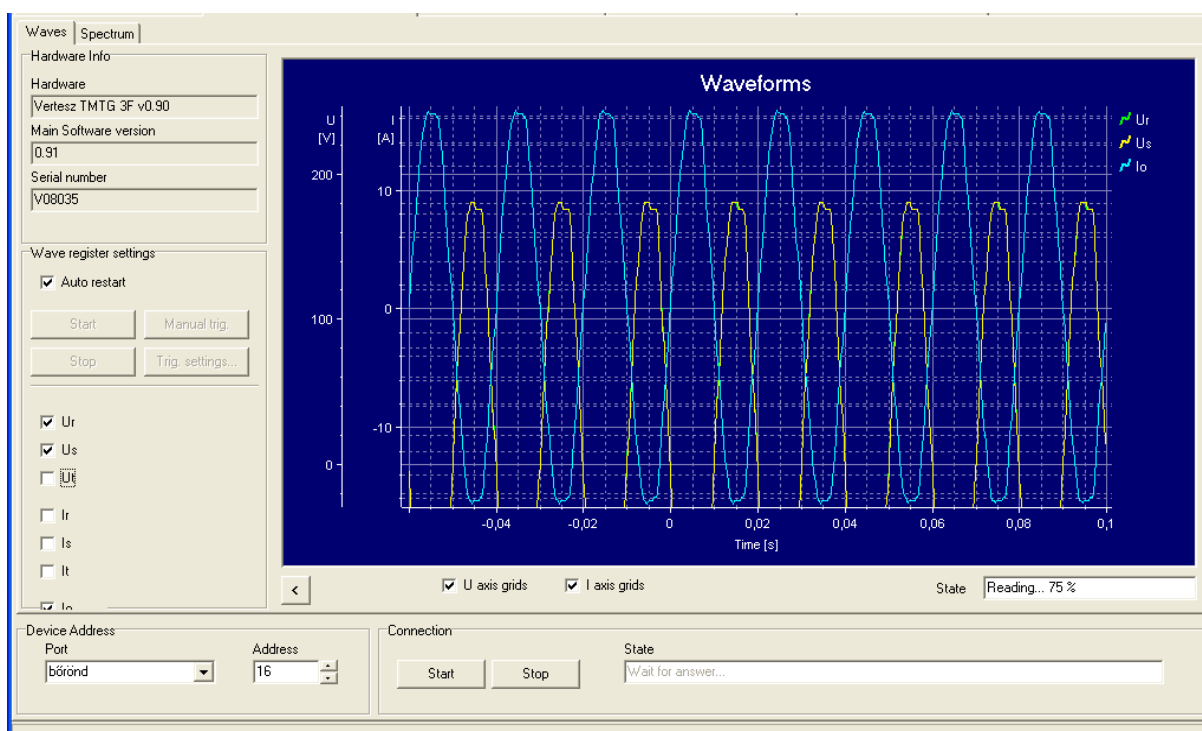 Waves Spectrum
Hardware Info
Hardware
Vertesz TMTG 3F v0.90
Main Software version
0.91
Serial number
V08035
Wave register settings
Auto restart
Start Manual trig.
Stop Trig. settings...
Ur
Us
Ut
Ir
Is
It
Io
Waveforms
U I
[V] [A]
200
100
0
10
0
-10
-0,04 -0,02 0 0,02 0,04 0,06 0,08 0,1
Time [s]
Ur
Us
Io
< U axis grids I axis grids State Reading... 75 %
Device Address
Port Address
bőrönd 16
Connection
State
Start Stop Wait for answer...